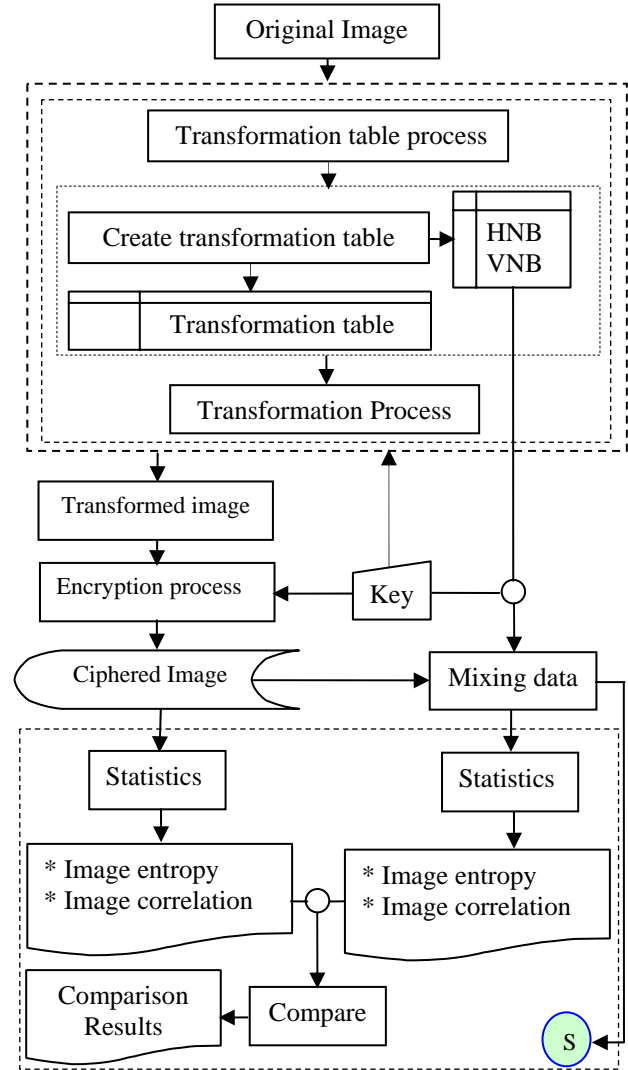 Original Image
Transformation table process
Create transformation table
HNB
VNB
Transformation table
Transformation Process
Transformed image
Encryption process
Key
Ciphered Image
Mixing data
Statistics
Statistics
* Image entropy
* Image correlation
* Image entropy
* Image correlation
Comparison
Results
Compare
S